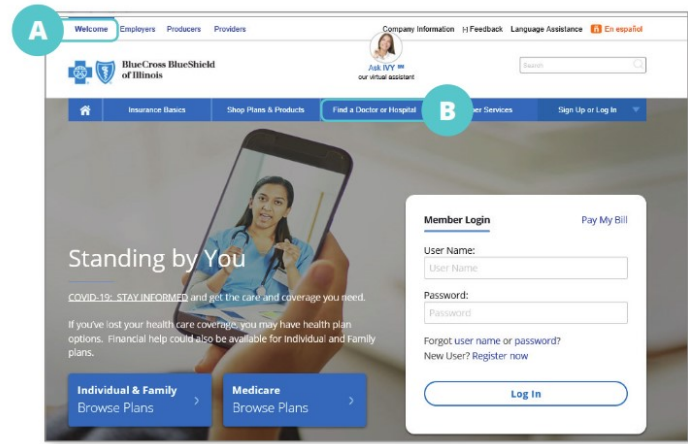 A
Welcome Employers Producers Providers
Company Information [+] Feedback Language Assistance En español
BlueCross BlueShield
of Illinois
Ask IVY SM
our virtual assistant
Search
Insurance Basics Shop Plans & Products Find a Doctor or Hospital B er Services Sign Up or Log In
Standing by You
COVID-19: STAY INFORMED and get the care and coverage you need.
If you've lost your health care coverage, you may have health plan
options. Financial help could also be available for Individual and Family
plans.
Individual & Family
Browse Plans
Medicare
Browse Plans
Member Login Pay My Bill
User Name:
User Name
Password:
Password
Forgot user name or password?
New User? Register now
Log In